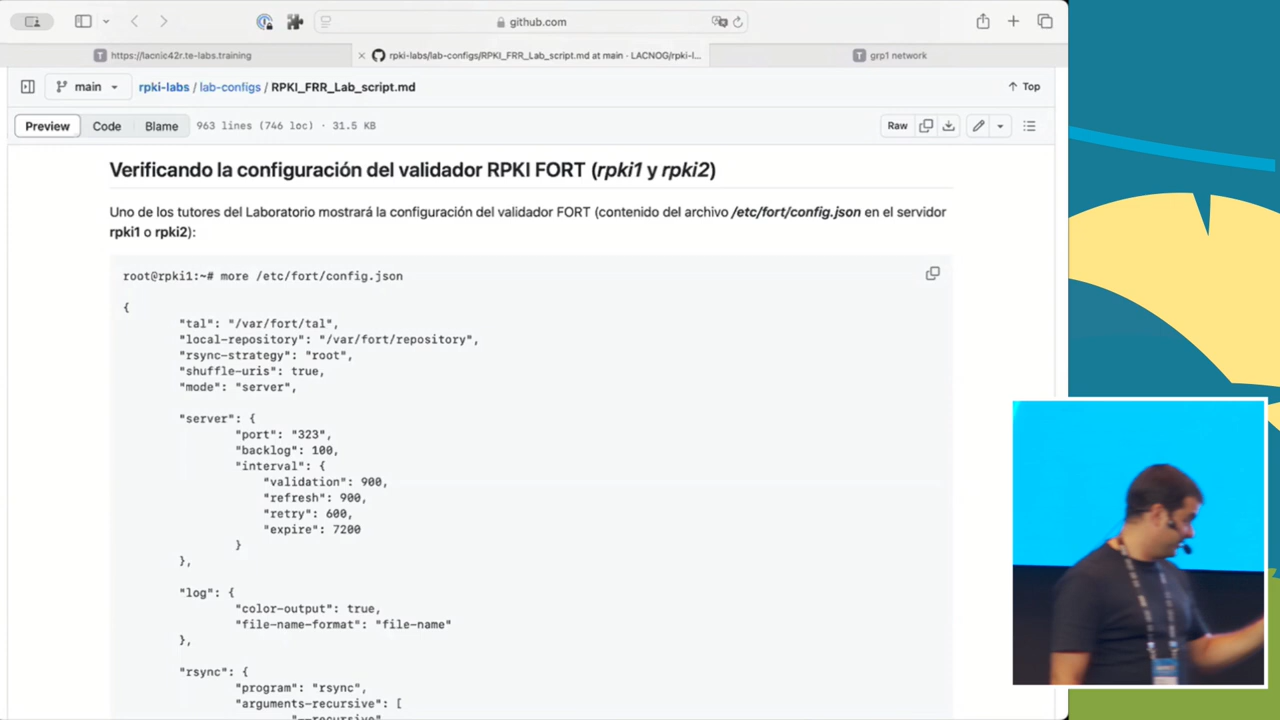 github.com
https://lacnic42r.te-labs.training
rpki-labs/lab-configs/RPKI_FRR_Lab_script.md at main · LACNOG/rpki-l...
grp1 network
main
rpki-labs / lab-configs / RPKI_FRR_Lab_script.md
Top
Preview
Code
Blame
963 lines (746 loc) · 31.5 KB
Raw
Verificando la configuración del validador RPKI FORT (rpki1 y rpki2)
Uno de los tutores del Laboratorio mostrará la configuración del validador FORT (contenido del archivo /etc/fort/config.json en el servidor
rpki1 o rpki2):
root@rpki1:~# more /etc/fort/config.json
{
"tal": "/var/fort/tal",
"local-repository": "/var/fort/repository",
"rsync-strategy": "root",
"shuffle-uris": true,
"mode": "server",
"server": {
"port": "323",
"backlog": 100,
"interval": {
"validation": 900,
"refresh": 900,
"retry": 600,
"expire": 7200
}
},
"log": {
"color-output": true,
"file-name-format": "file-name"
},
"rsync": {
"program": "rsync",
"arguments-recursive": [
"--recursive",